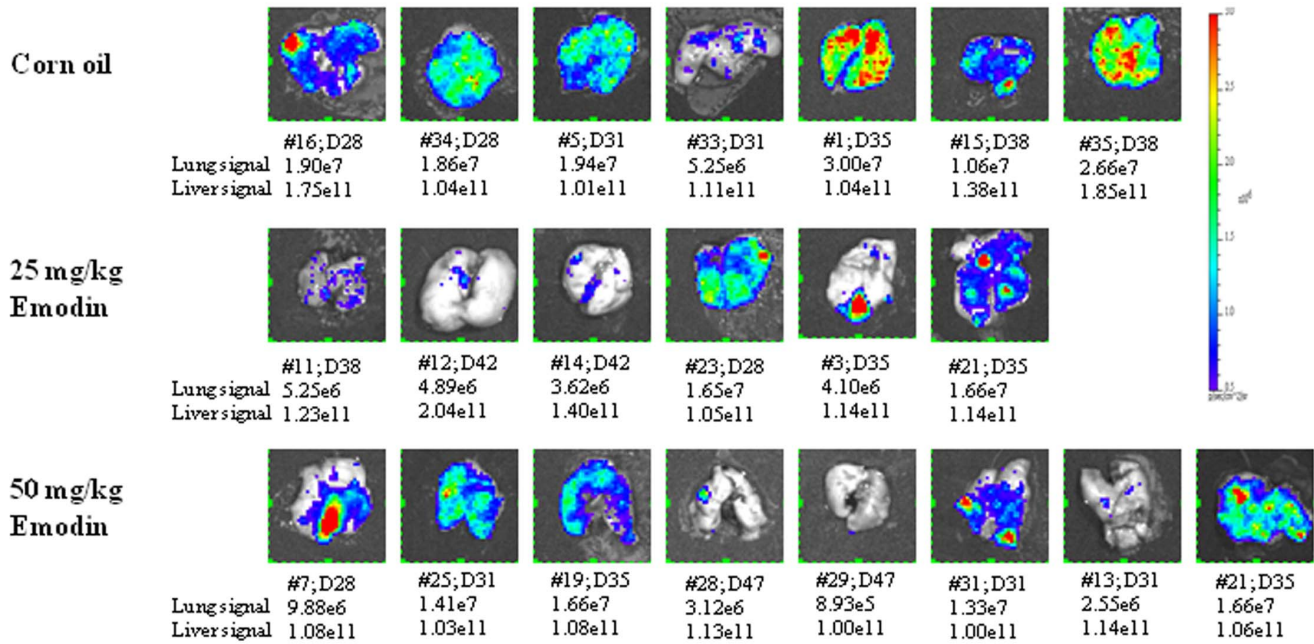 Corn oil
#16;D28 #34;D28 #5;D31 #33;D31 #1;D35 #15;D38 #35;D38
Lung signal 1.90e7 1.86e7 1.94e7 5.25e6 3.00e7 1.06e7 2.66e7
Liver signal 1.75e11 1.04e11 1.01e11 1.11e11 1.04e11 1.38e11 1.85e11
25 mg/kg
Emodin
#11;D38 #12;D42 #14;D42 #23;D28 #3;D35 #21;D35
Lung signal 5.25e6 4.89e6 3.62e6 1.65e7 4.10e6 1.66e7
Liver signal 1.23e11 2.04e11 1.40e11 1.05e11 1.14e11 1.14e11
50 mg/kg
Emodin
#7;D28 #25;D31 #19;D35 #28;D47 #29;D47 #31;D31 #13;D31 #21;D35
Lung signal 9.88e6 1.41e7 1.66e7 3.12e6 8.93e5 1.33e7 2.55e6 1.66e7
Liver signal 1.08e11 1.03e11 1.08e11 1.13e11 1.00e11 1.00e11 1.14e11 1.06e11